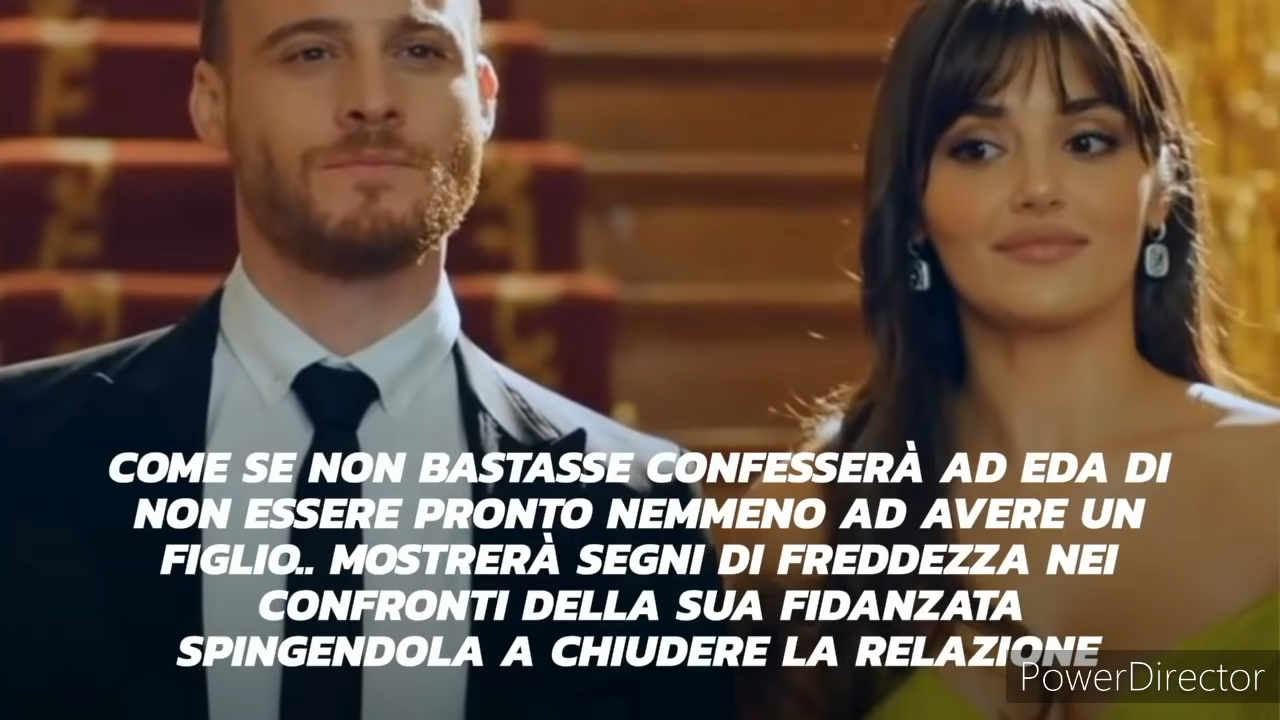 COME SE NON BASTASSE CONFESSERÀ AD EDA DI
NON ESSERE PRONTO NEMMENO AD AVERE UN
FIGLIO.. MOSTRERÀ SEGNI DI FREDDEZZA NEI
CONFRONTI DELLA SUA FIDANZATA
SPINGENDOLA A CHIUDERE LA RELAZIONE
PowerDirector